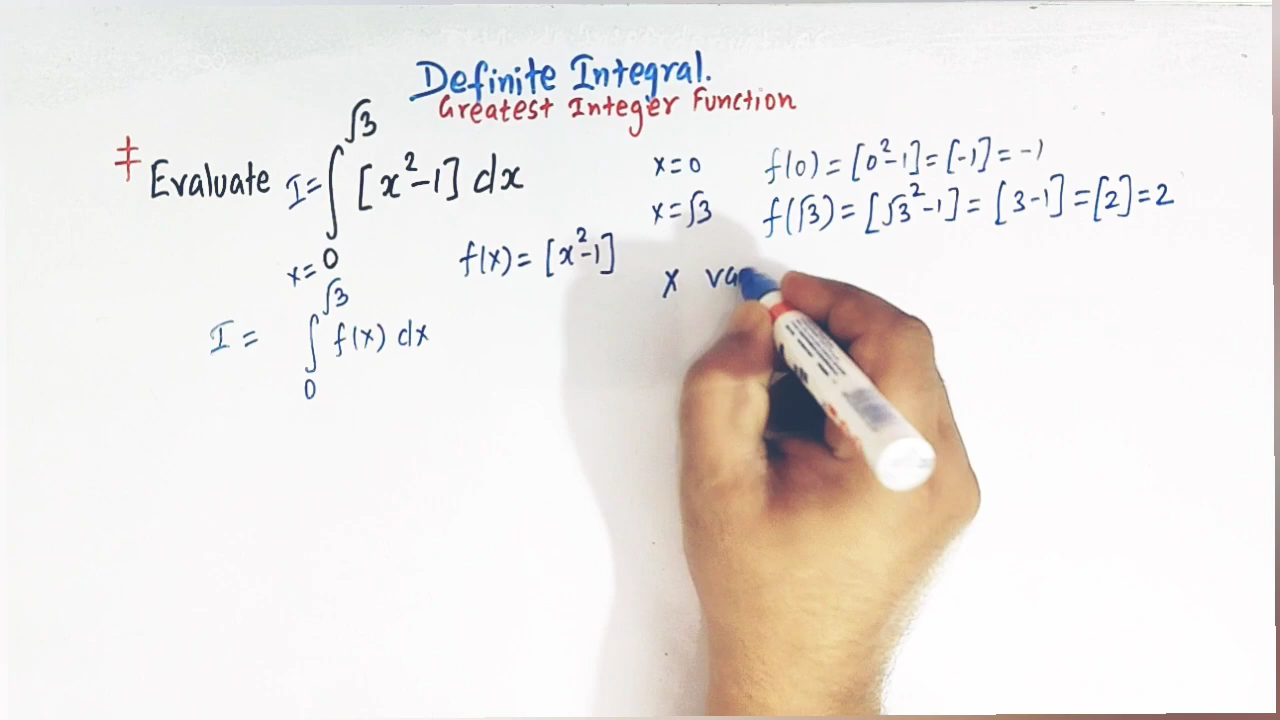 Definite Integral.
Greatest Integer Function
‡ Evaluate I = ∫₀^√3 [x²-1] dx
x = 0
f(x) = [x²-1]
I = ∫₀^√3 f(x) dx
x = 0 f(0) = [0²-1] = [-1] = -1
x = √3 f(√3) = [√3²-1] = [3-1] = [2] = 2
x va